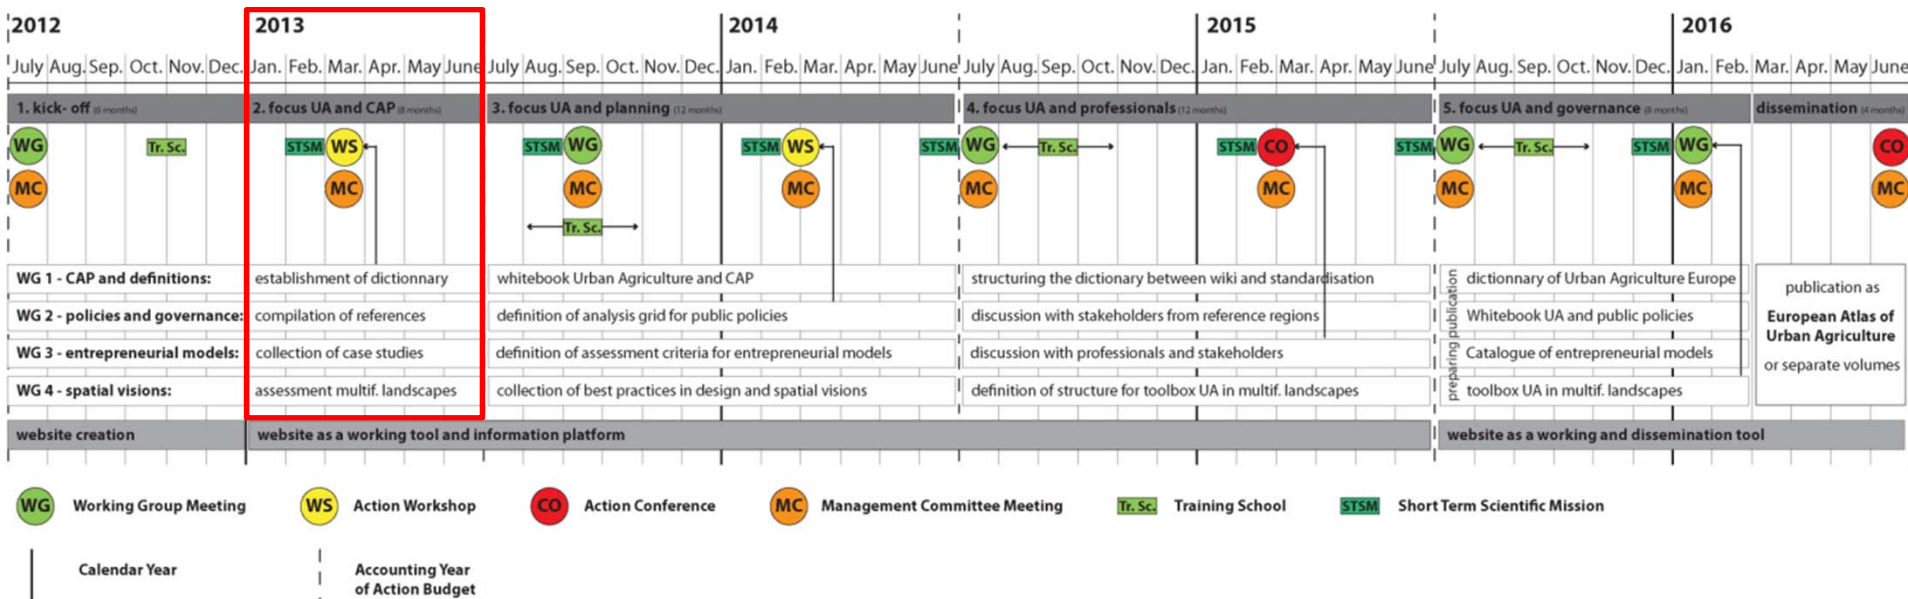 2012 2013 2014 2015 2016
July Aug. Sep. Oct. Nov. Dec. Jan. Feb. Mar. Apr. May June July Aug. Sep. Oct. Nov. Dec. Jan. Feb. Mar. Apr. May June July Aug. Sep. Oct. Nov. Dec. Jan. Feb. Mar. Apr. May June July Aug. Sep. Oct. Nov. Dec. Jan. Feb. Mar. Apr. May June
1. kick- off (6 months) 2. focus UA and CAP (8 months) 3. focus UA and planning (12 months) 4. focus UA and professionals (12 months) 5. focus UA and governance (8 months) dissemination (4 months)
WG Tr. Sc. STSM WS STSM WG STSM WS STSM WG Tr. Sc. STSM CO STSM WG Tr. Sc. STSM WG CO
MC MC MC MC MC MC MC MC MC
Tr. Sc.
WG 1 - CAP and definitions: establishment of dictionnary whitebook Urban Agriculture and CAP structuring the dictionary between wiki and standardisation dictionnary of Urban Agriculture Europe
WG 2 - policies and governance: compilation of references definition of analysis grid for public policies discussion with stakeholders from reference regions Whitebook UA and public policies
WG 3 - entrepreneurial models: collection of case studies definition of assessment criteria for entrepreneurial models discussion with professionals and stakeholders Catalogue of entrepreneurial models
WG 4 - spatial visions: assessment multif. landscapes collection of best practices in design and spatial visions definition of structure for toolbox UA in multif. landscapes toolbox UA in multif. landscapes
preparing publication
publication as
European Atlas of
Urban Agriculture
or separate volumes
website creation website as a working tool and information platform website as a working and dissemination tool
WG Working Group Meeting WS Action Workshop CO Action Conference MC Management Committee Meeting Tr. Sc. Training School STSM Short Term Scientific Mission
Calendar Year Accounting Year
of Action Budget